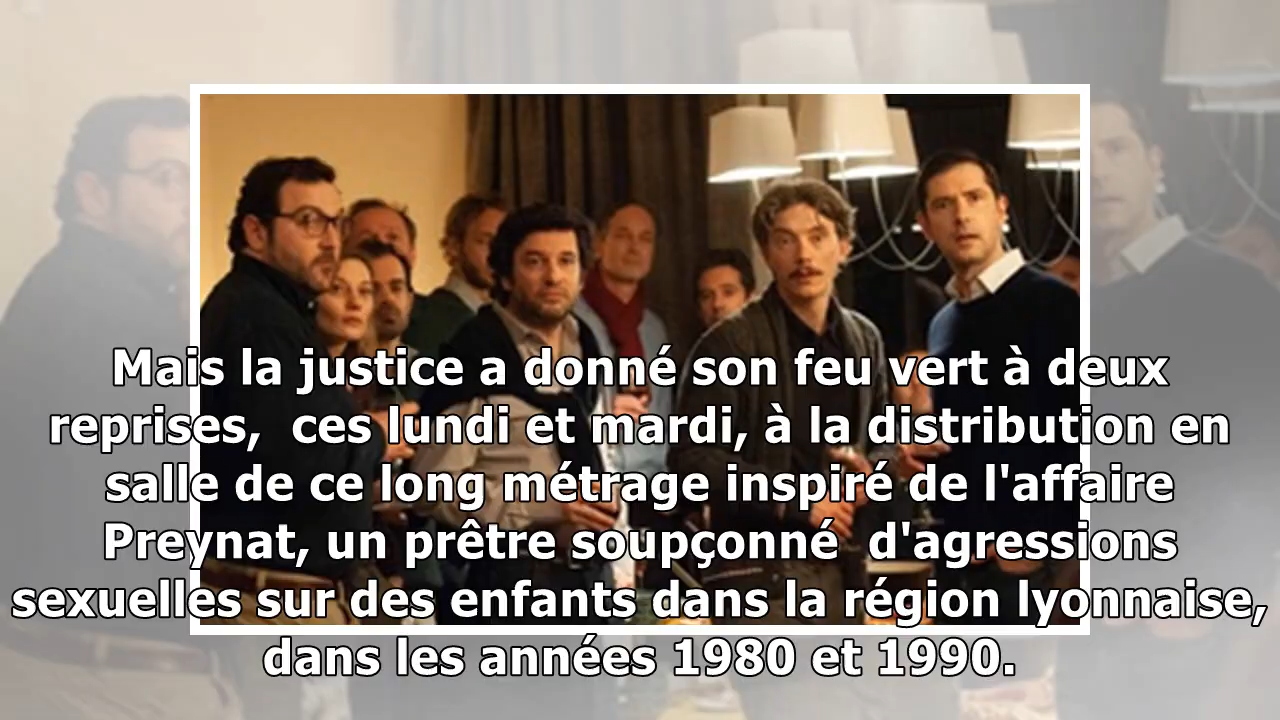 Mais la justice a donné son feu vert à deux
reprises,  ces lundi et mardi, à la distribution en
salle de ce long métrage inspiré de l'affaire
Preynat, un prêtre soupçonné  d'agressions
sexuelles sur des enfants dans la région lyonnaise,
dans les années 1980 et 1990.